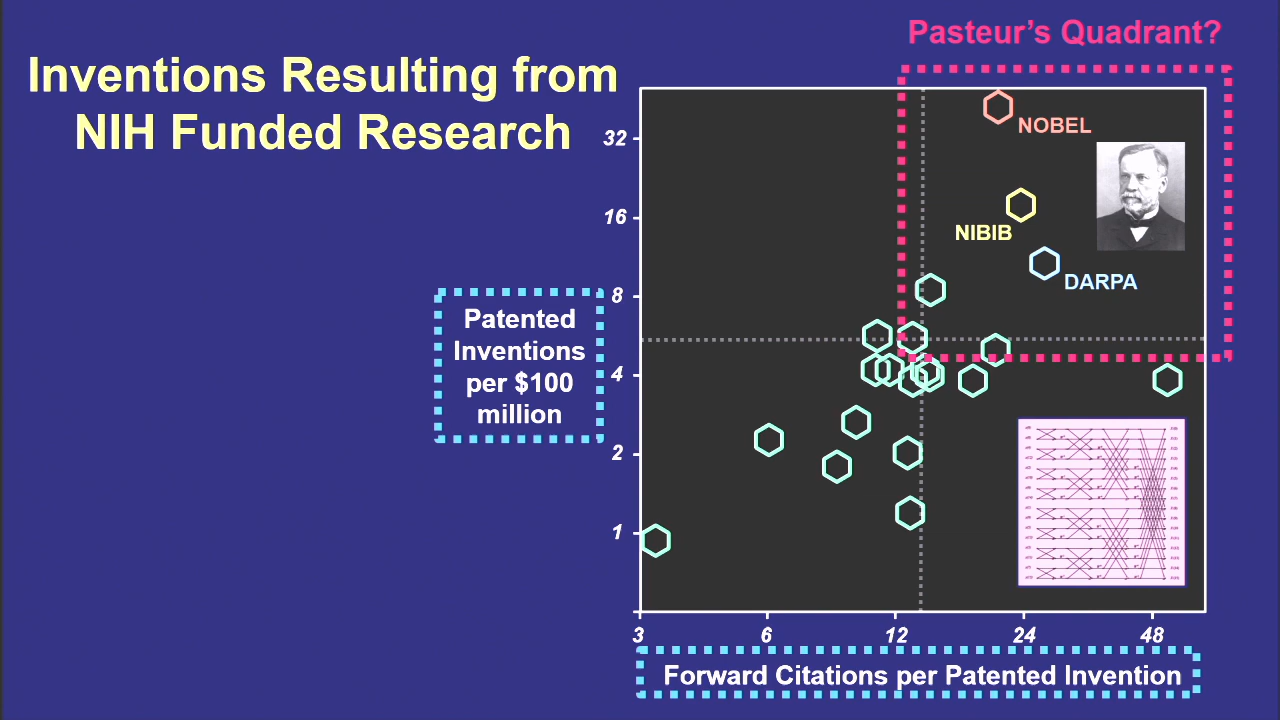 Pasteur's Quadrant?
Inventions Resulting from
NIH Funded Research
32
16
8
4
2
1
NOBEL
NIBIB
DARPA
Patented
Inventions
per $100
million
3
6
12
24
48
Forward Citations per Patented Invention